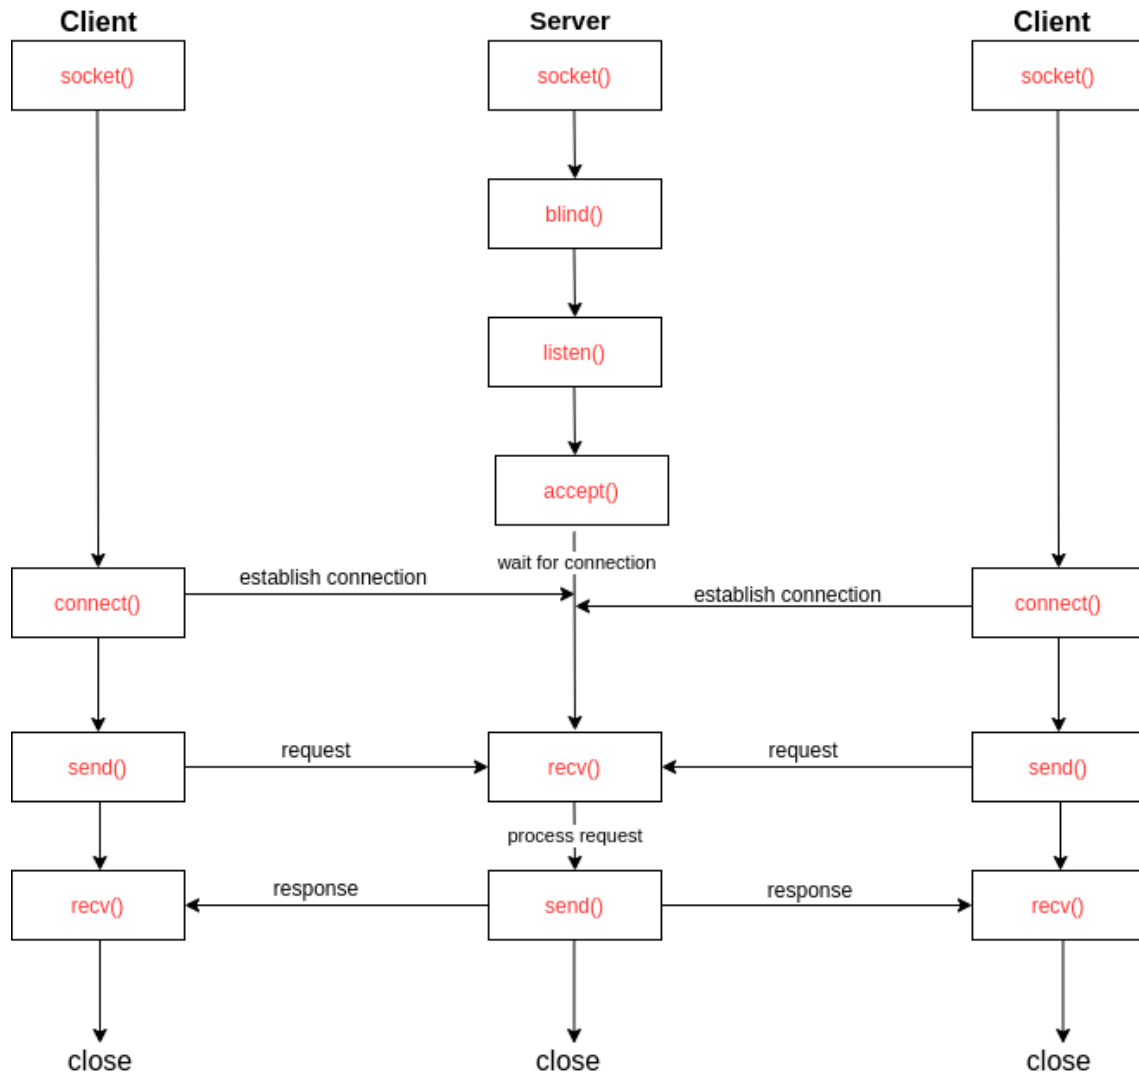 Client
Server
Client
socket()
socket()
socket()
blind()
listen()
accept()
wait for connection
establish connection
establish connection
connect()
connect()
request
request
send()
recv()
send()
process request
response
response
recv()
send()
recv()
close
close
close